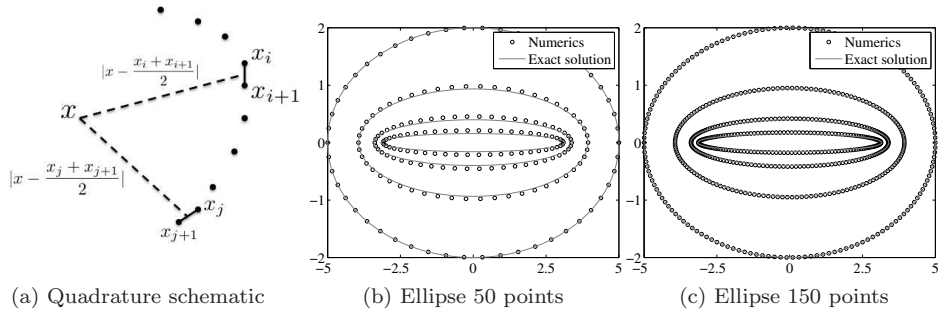 x_i
|x - \frac{x_i + x_{i+1}}{2}|
x_{i+1}
x
|x - \frac{x_j + x_{j+1}}{2}|
x_j
x_{j+1}
(a) Quadrature schematic
2
1
0
−1
−2
−5
−2.5
0
2.5
5
Numerics
Exact solution
(b) Ellipse 50 points
2
1
0
−1
−2
−5
−2.5
0
2.5
5
Numerics
Exact solution
(c) Ellipse 150 points